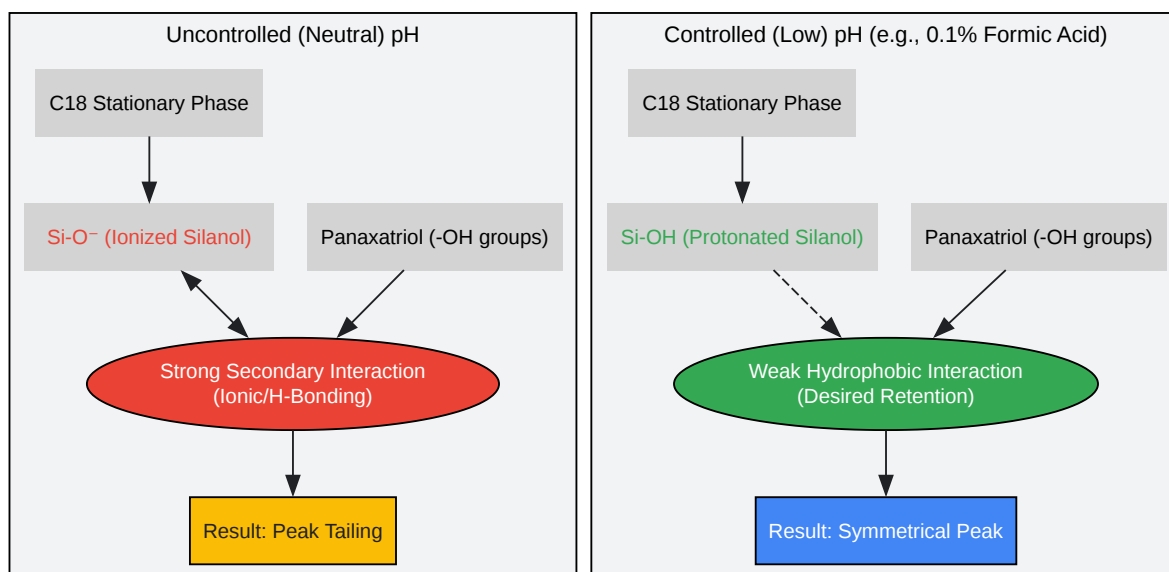 Uncontrolled (Neutral) pH
C18 Stationary Phase
Si-O⁻ (Ionized Silanol)
Panaxatriol (-OH groups)
Strong Secondary Interaction
(Ionic/H-Bonding)
Result: Peak Tailing
Controlled (Low) pH (e.g., 0.1% Formic Acid)
C18 Stationary Phase
Si-OH (Protonated Silanol)
Panaxatriol (-OH groups)
Weak Hydrophobic Interaction
(Desired Retention)
Result: Symmetrical Peak